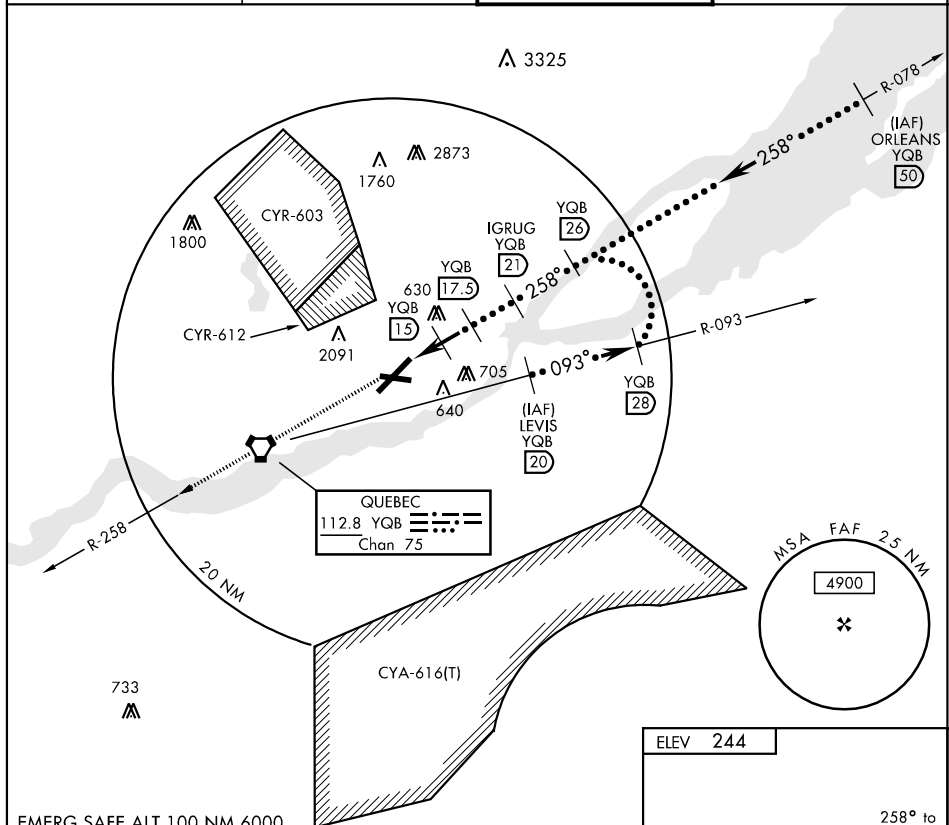 3325
R-078
(IAF)
ORLEANS
YQB
50
258°
2873
1760
CYR-603
1800
YQB
26
IGRUG
YQB
21
258°
YQB
17.5
630
YQB
15
CYR-612
2091
R-093
705
093°
640
(IAF)
LEVIS
YQB
20
YQB
28
QUEBEC
112.8 YQB
Chan 75
R-258
20 NM
MSA FAF 25 NM
4900
CYA-616(T)
733
ELEV 244
EMERG SAFE ALT 100 NM 6000
258° to